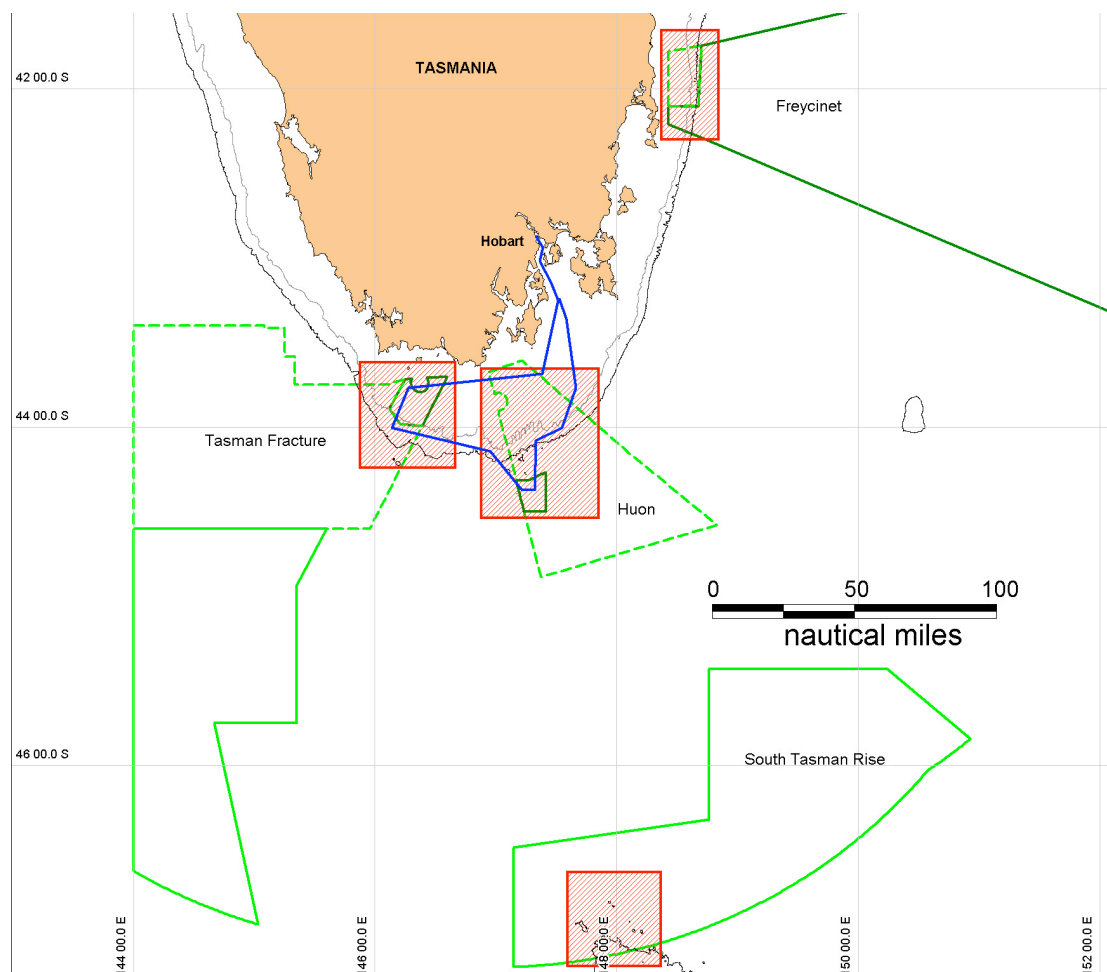 TASMANIA
42 00.0 S
Freycinet
Hobart
44 00.0 S
Tasman Fracture
Huon
0 50 100
nautical miles
46 00.0 S
South Tasman Rise
44 00.0 E
46 00.0 E
48 00.0 E
50 00.0 E
52 00.0 E